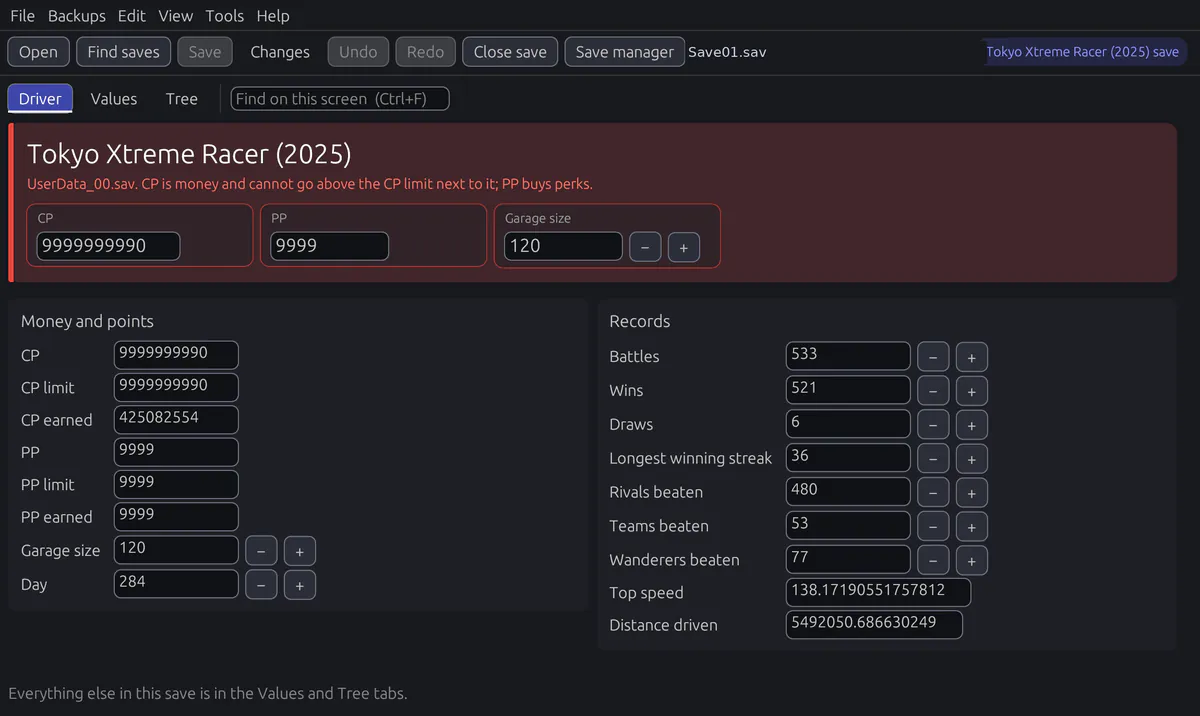 File Backups Edit View Tools Help
Open Find saves Save Changes Undo Redo Close save Save manager Save01.sav Tokyo Xtreme Racer (2025) save
Driver Values Tree Find on this screen (Ctrl+F)
Tokyo Xtreme Racer (2025)
UserData_00.sav. CP is money and cannot go above the CP limit next to it; PP buys perks.
CP PP Garage size
9999999990 9999 120 − +
Money and points
CP 9999999990
CP limit 9999999990
CP earned 425082554
PP 9999
PP limit 9999
PP earned 9999
Garage size 120 − +
Day 284 − +
Records
Battles 533 − +
Wins 521 − +
Draws 6 − +
Longest winning streak 36 − +
Rivals beaten 480 − +
Teams beaten 53 − +
Wanderers beaten 77 − +
Top speed 138.17190551757812
Distance driven 5492050.686630249
Everything else in this save is in the Values and Tree tabs.